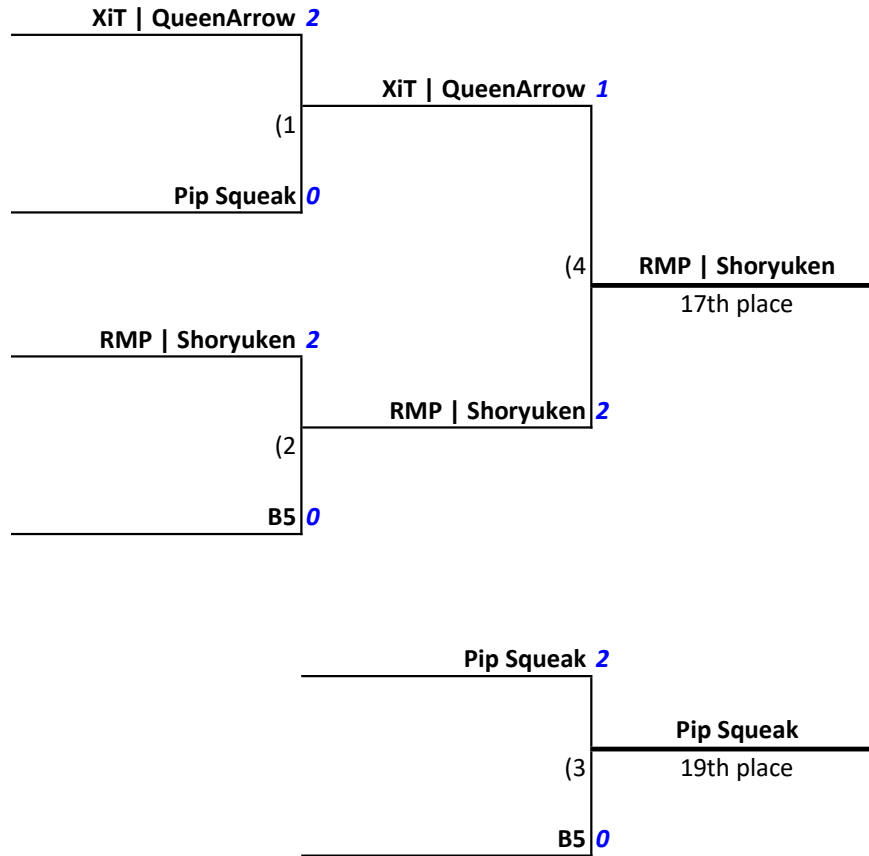 XiT | QueenArrow 2
XiT | QueenArrow 1
(1
Pip Squeak 0
(4 RMP | Shoryuken
17th place
RMP | Shoryuken 2
RMP | Shoryuken 2
(2
B5 0
Pip Squeak 2
Pip Squeak
(3 19th place
B5 0